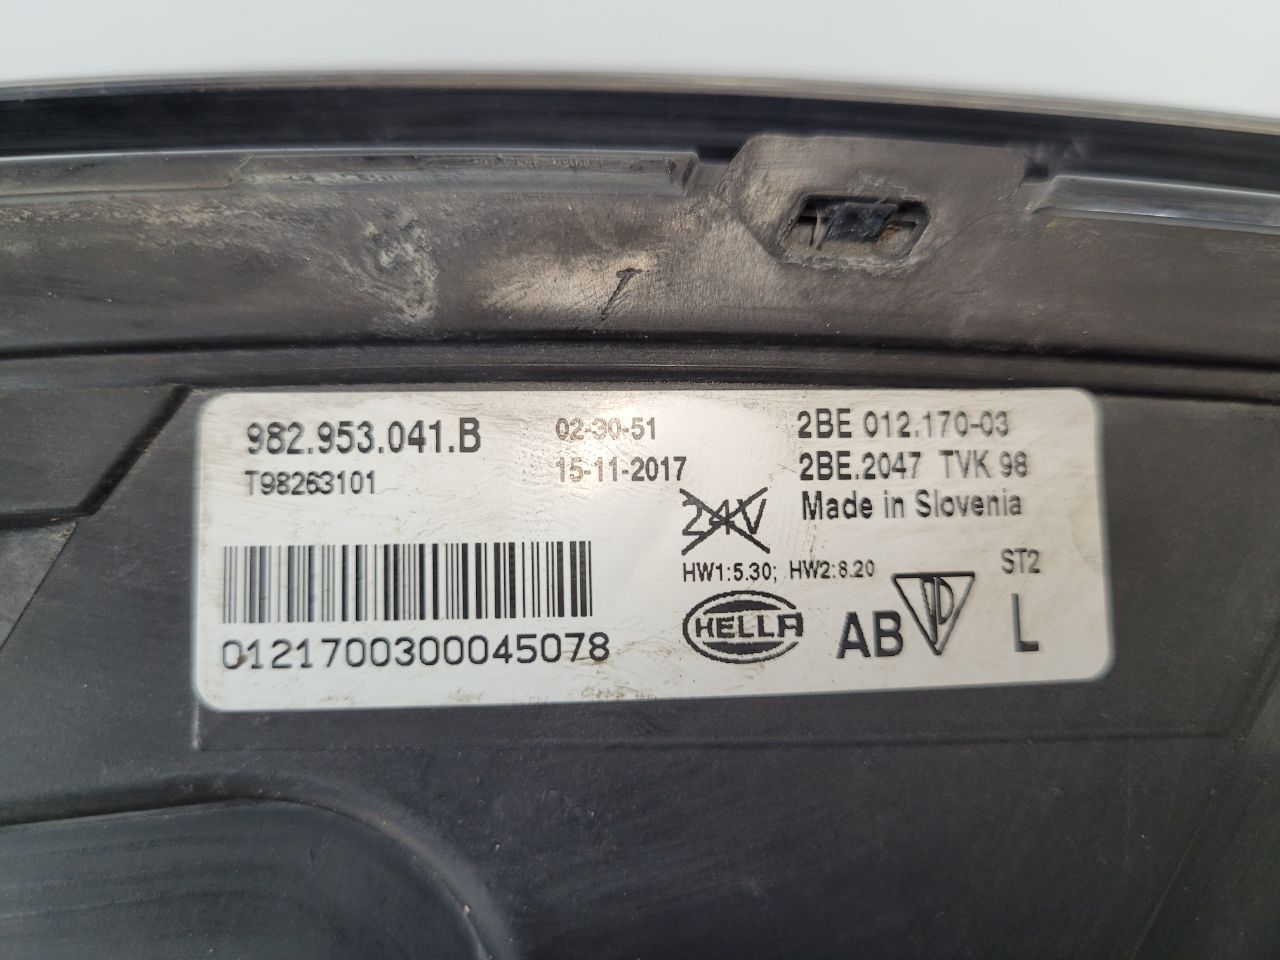 982.953.041.B
T98263101
02-30-51
15-11-2017
2BE 012.170-03
2BE.2047 TVK 98
Made in Slovenia
24V
HW1:5.30; HW2:8.20
ST2
012170030045078
HELLA
AB
L